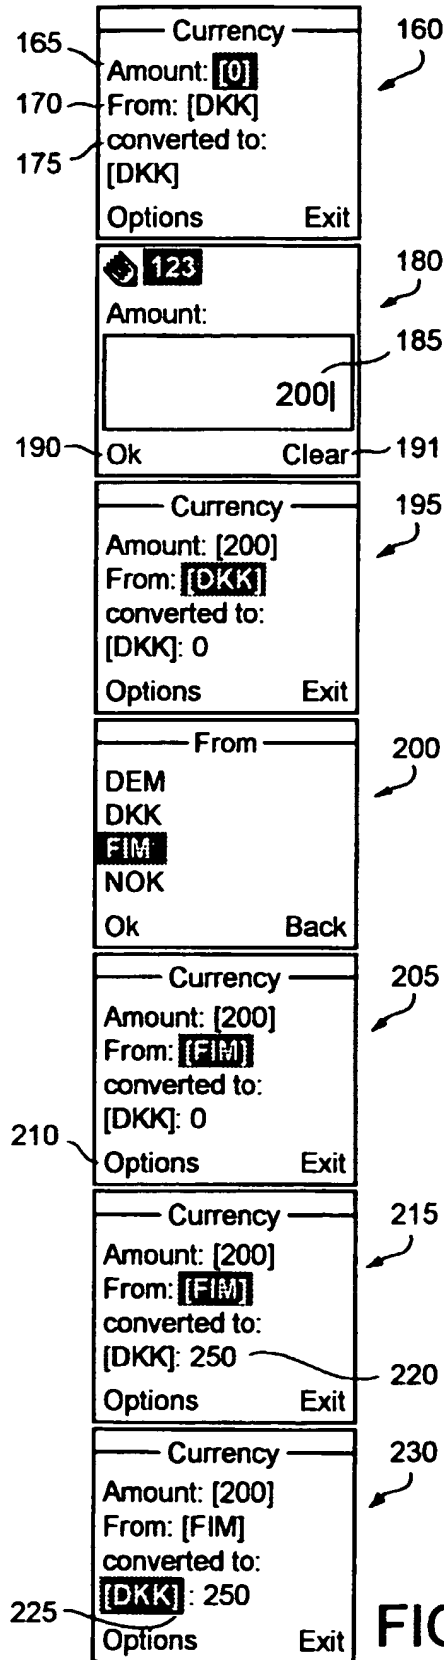 Currency
165
160
Amount: [0]
170
From: [DKK]
175
converted to:
[DKK]
Options Exit
123
180
Amount:
185
200
190
Ok Clear
191
Currency
195
Amount: [200]
From: [DKK]
converted to:
[DKK]: 0
Options Exit
From
200
DEM
DKK
FIM
NOK
Ok Back
Currency
205
Amount: [200]
From: [FIM]
converted to:
[DKK]: 0
210
Options Exit
Currency
215
Amount: [200]
From: [FIM]
converted to:
[DKK]: 250
220
Options Exit
Currency
230
Amount: [200]
From: [FIM]
converted to:
[DKK] : 250
225
Options Exit